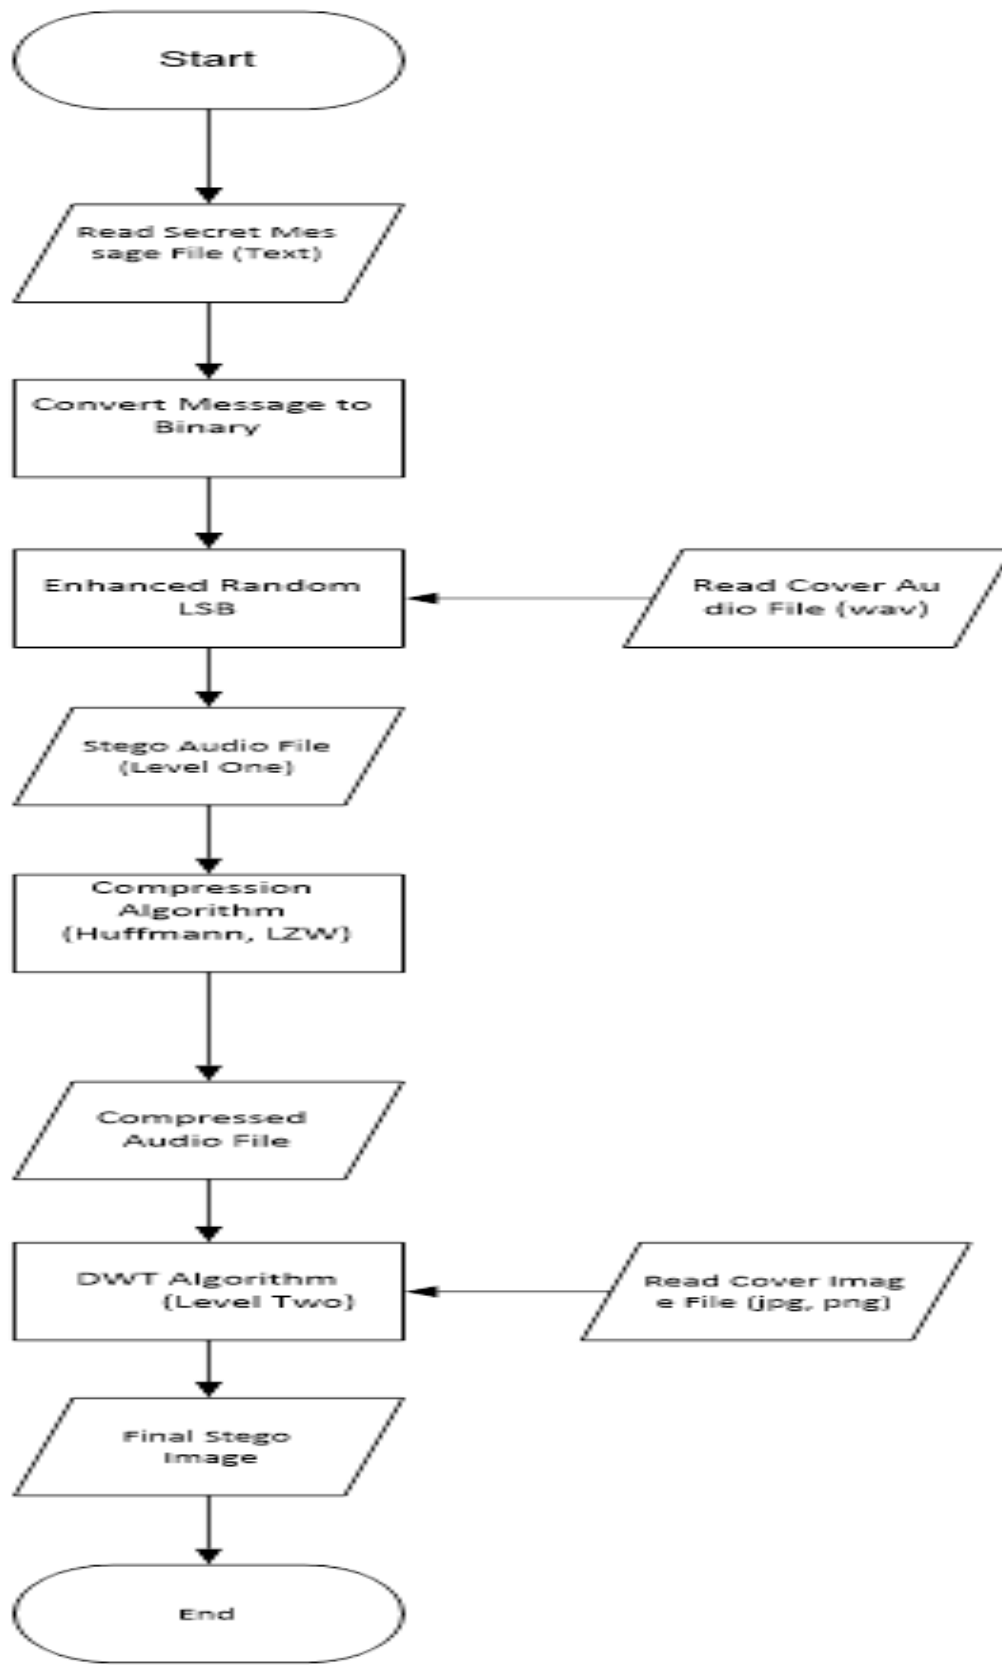 Start
Read Secret Mes
sage File (Text)
Convert Message to
Binary
Enhanced Random
LSB
Read Cover Au
dio File (wav)
Stego Audio File
(Level One)
Compression
Algorithm
(Huffmann, LZW)
Compressed
Audio File
DWT Algorithm
(Level Two)
Read Cover Imag
e File (jpg, png)
Final Stego
Image
End